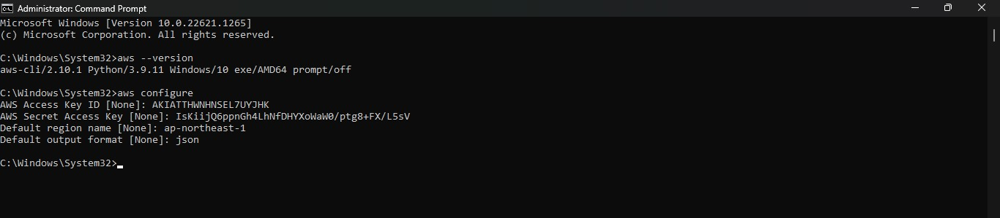 Administrator: Command Prompt
Microsoft Windows [Version 10.0.22621.1265]
(c) Microsoft Corporation. All rights reserved.
C:\Windows\System32>aws --version
aws-cli/2.10.1 Python/3.9.11 Windows/10 exe/AMD64 prompt/off
C:\Windows\System32>aws configure
AWS Access Key ID [None]: AKIATTHWNHNSEL7UYJHK
AWS Secret Access Key [None]: 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
Default region name [None]: ap-northeast-1
Default output format [None]: json
C:\Windows\System32>